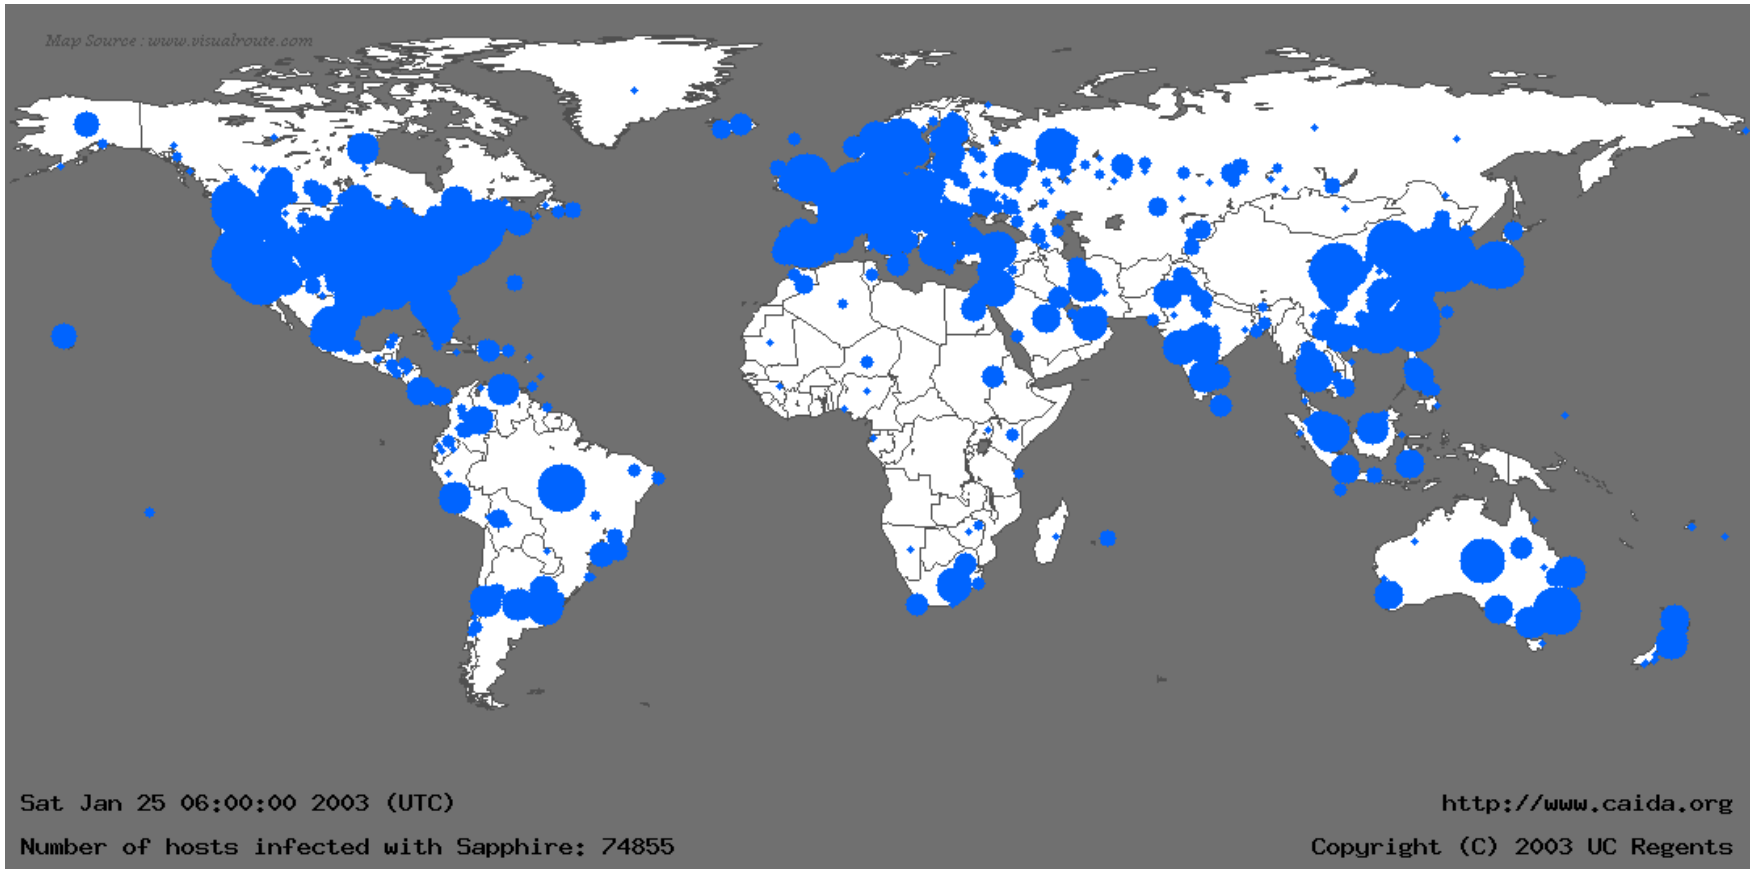 Map Source : www.visualroute.com
Sat Jan 25 06:00:00 2003 (UTC)
http://www.caida.org
Number of hosts infected with Sapphire: 74855
Copyright (C) 2003 UC Regents